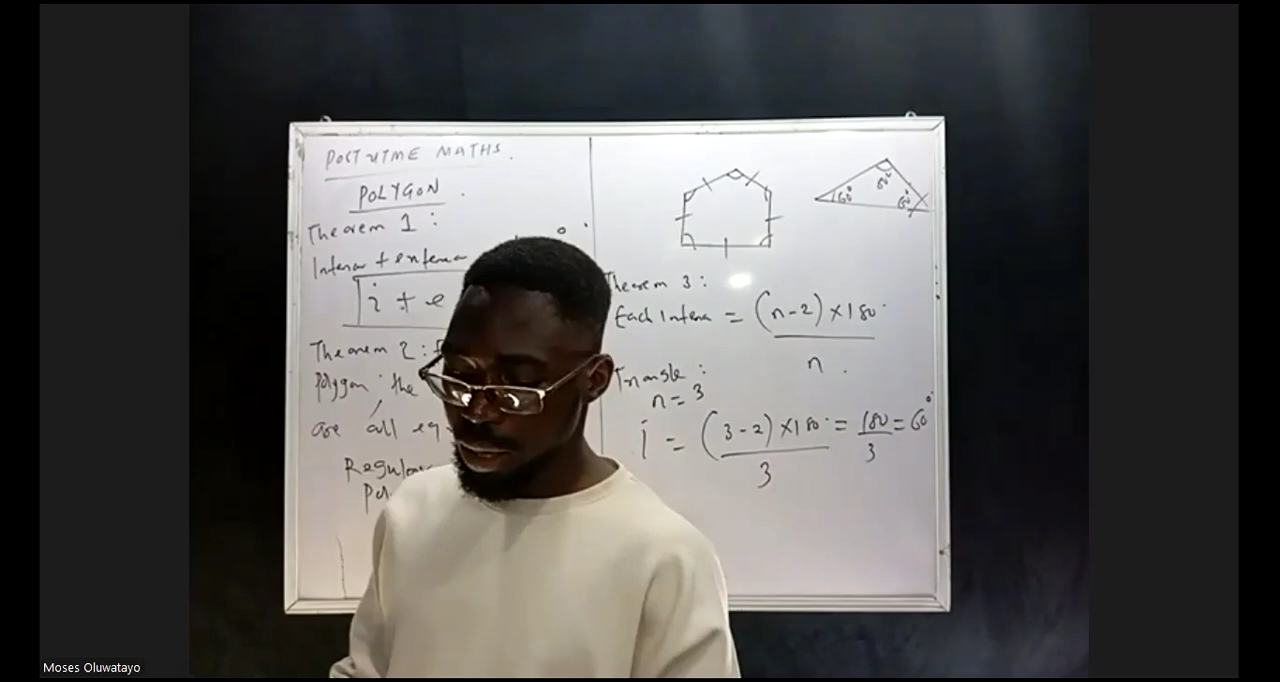 POST UTME MATHS.
POLYGON.
Theorem 1:
Interior + exterior
i + e
Theorem 2:
Polygon, the
are all eq
Regular
Pol
60° 60° 60°
Theorem 3:
Each Interior = (n-2) × 180°
n.
Triangle:
n = 3
i = (3-2) × 180° = 180 = 60°
3 3
Moses Oluwatayo